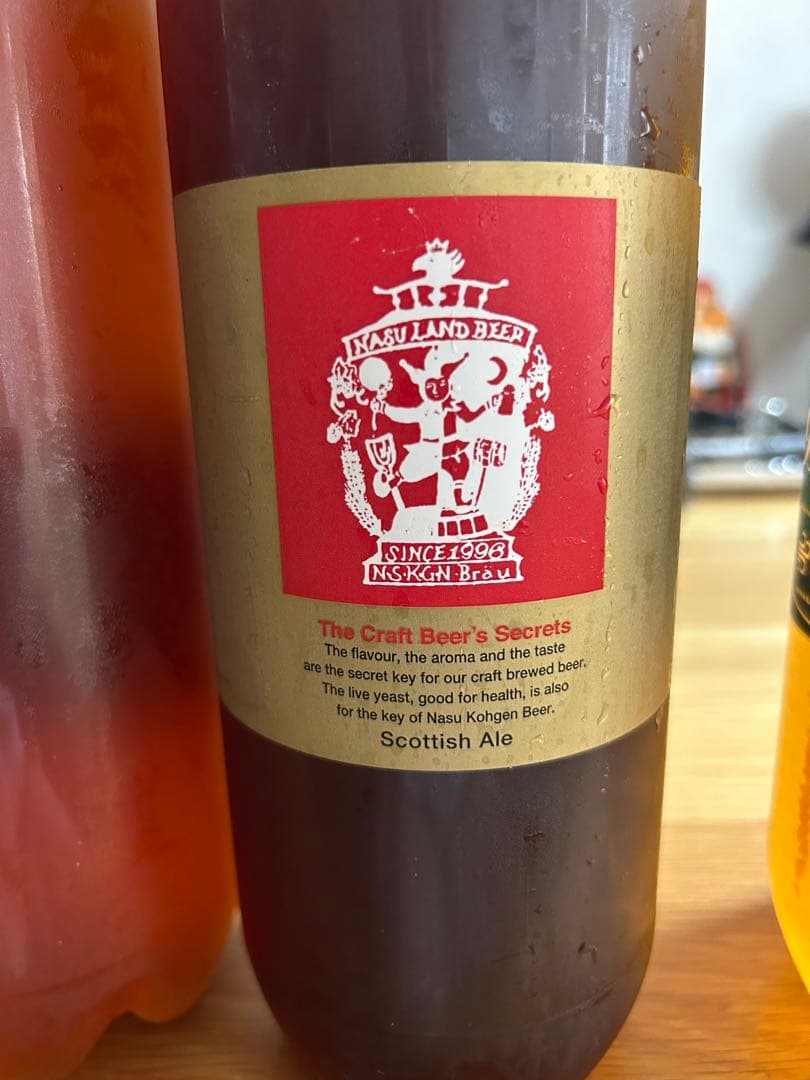 NASU LAND BEER
SINCE 1996
N·S·KGN·Bräu
The Craft Beer's Secrets
The flavour, the aroma and the taste
are the secret key for our craft brewed beer.
The live yeast, good for health, is also
for the key of Nasu Kohgen Beer.
Scottish Ale